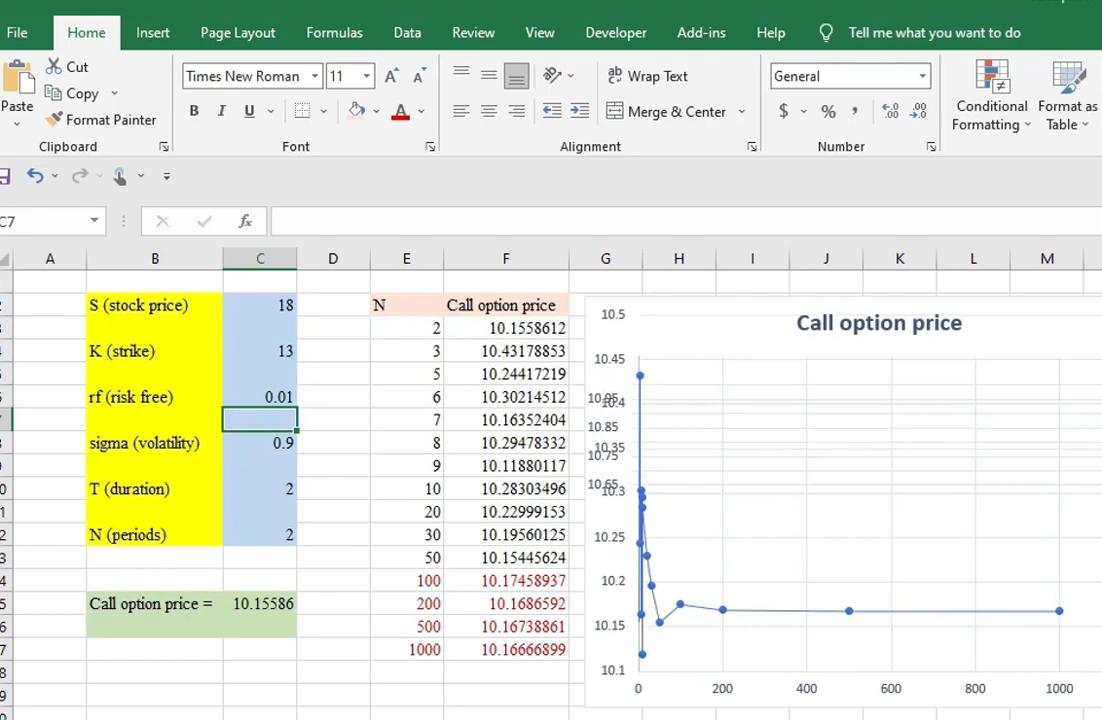 File Home Insert Page Layout Formulas Data Review View Developer Add-ins Help Tell me what you want to do
Paste
Cut
Copy
Format Painter
Clipboard
Times New Roman 11
B I U
Font
Wrap Text
Merge & Center
Alignment
General
$ % ,
Number
Conditional Formatting
Format as Table
C7
fx
A B C D E F G H I J K L M
S (stock price) 18
K (strike) 13
rf (risk free) 0.01
sigma (volatility) 0.9
T (duration) 2
N (periods) 2
Call option price = 10.15586
N Call option price
2 10.1558612
3 10.43178853
5 10.24417219
6 10.30214512
7 10.16352404
8 10.29478332
9 10.11880117
10 10.28303496
20 10.22999153
30 10.19560125
50 10.15445624
100 10.17458937
200 10.1686592
500 10.16738861
1000 10.16666899
Call option price
10.5
10.45
10.95
10.4
10.85
10.35
10.75
10.65
10.3
10.25
10.2
10.15
10.1
0 200 400 600 800 1000